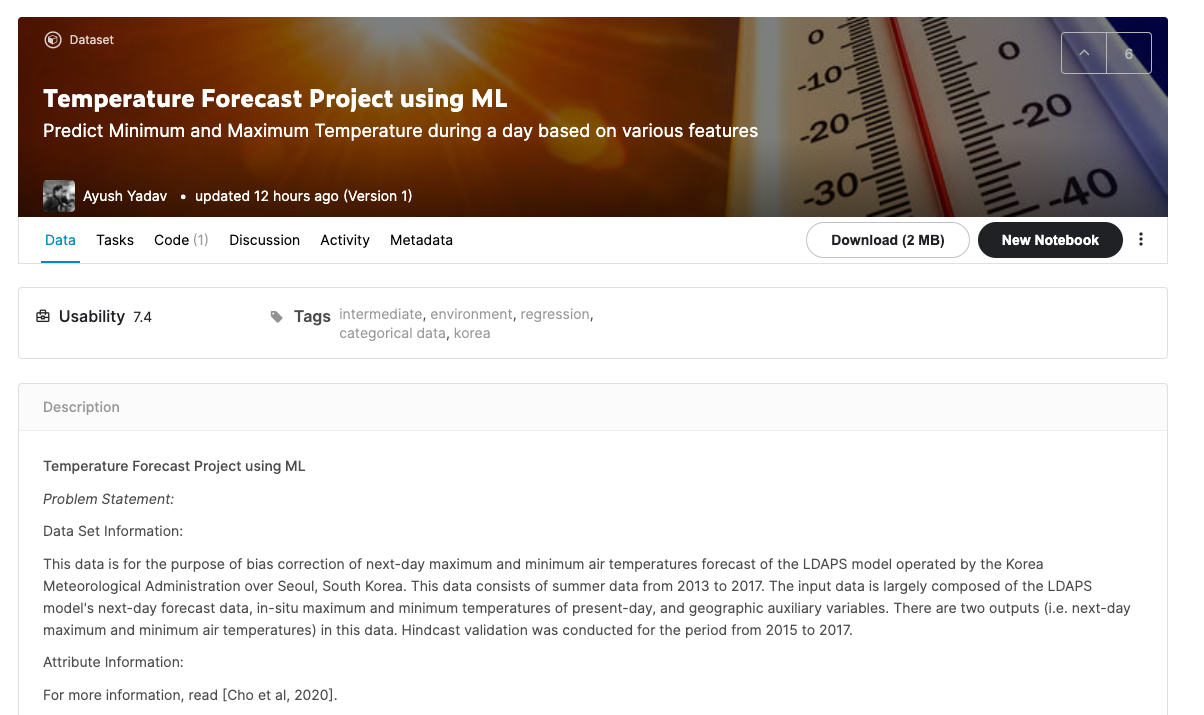 Dataset
6
Temperature Forecast Project using ML
Predict Minimum and Maximum Temperature during a day based on various features
Ayush Yadav • updated 12 hours ago (Version 1)
0
-10
-20
-30
0
-20
-40
Data Tasks Code (1) Discussion Activity Metadata Download (2 MB) New Notebook
Usability 7.4 Tags intermediate, environment, regression,
categorical data, korea
Description
Temperature Forecast Project using ML
Problem Statement:
Data Set Information:
This data is for the purpose of bias correction of next-day maximum and minimum air temperatures forecast of the LDAPS model operated by the Korea
Meteorological Administration over Seoul, South Korea. This data consists of summer data from 2013 to 2017. The input data is largely composed of the LDAPS
model's next-day forecast data, in-situ maximum and minimum temperatures of present-day, and geographic auxiliary variables. There are two outputs (i.e. next-day
maximum and minimum air temperatures) in this data. Hindcast validation was conducted for the period from 2015 to 2017.
Attribute Information:
For more information, read [Cho et al, 2020].